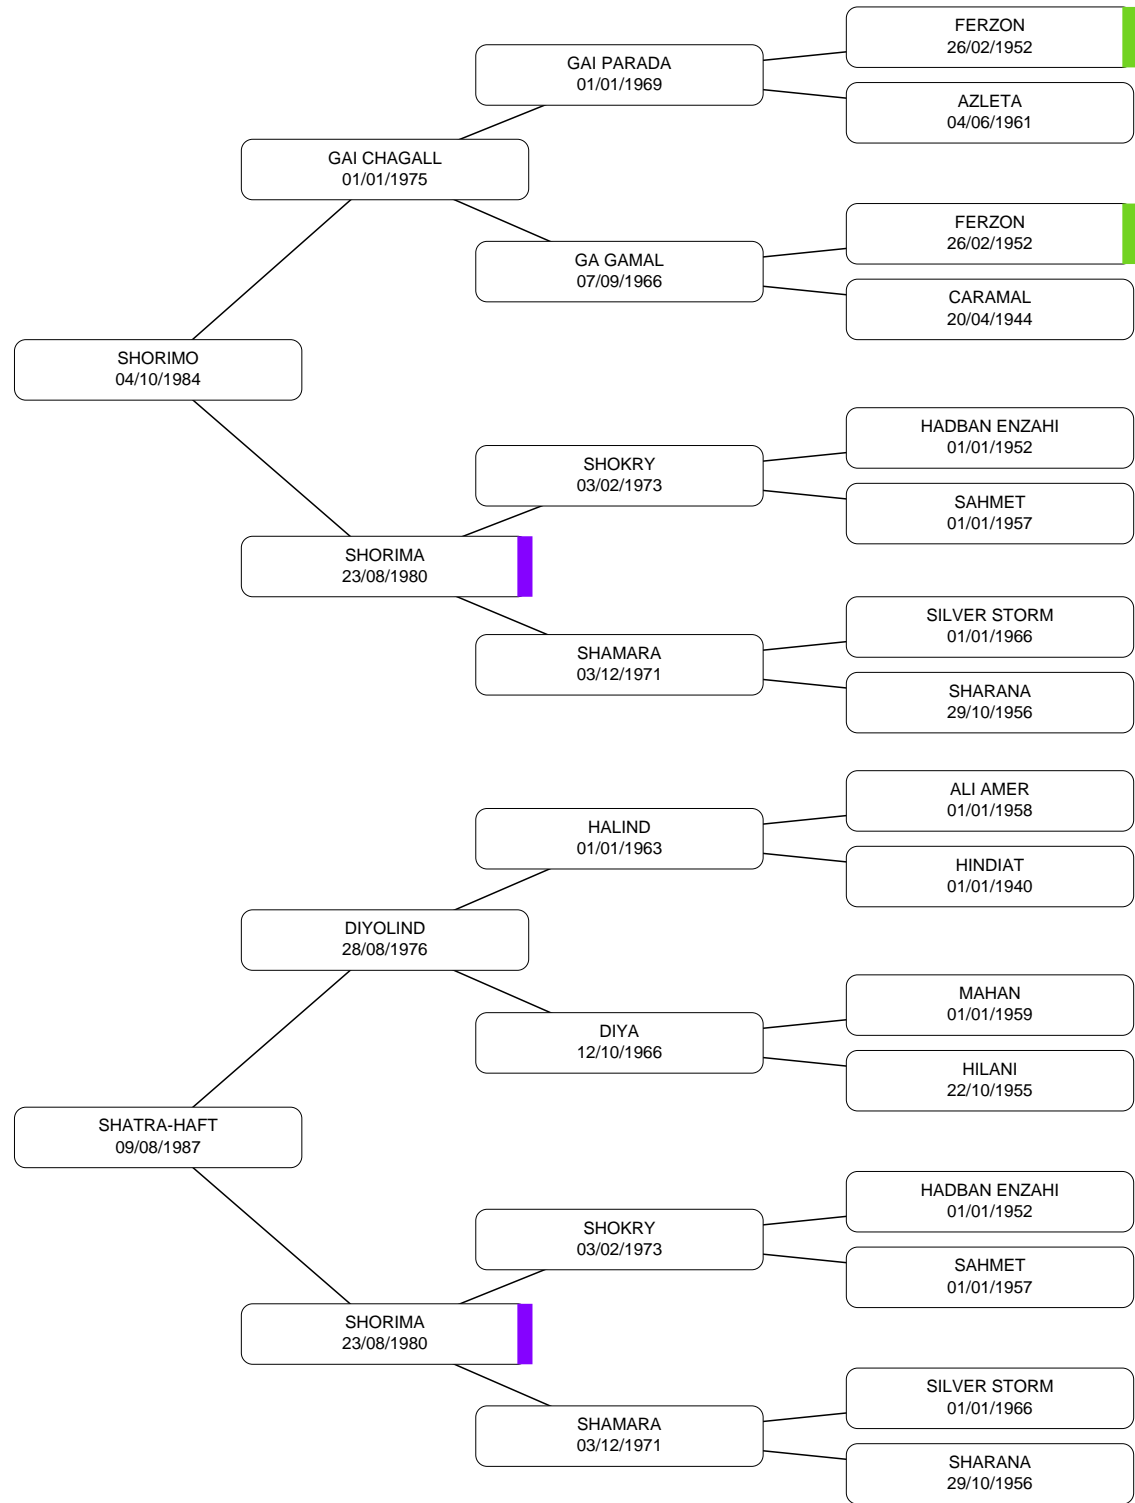 FERZON
26/02/1952
GAI PARADA
01/01/1969
AZLETA
04/06/1961
GAI CHAGALL
01/01/1975
FERZON
26/02/1952
GA GAMAL
07/09/1966
CARAMAL
20/04/1944
SHORIMO
04/10/1984
HADBAN ENZAHI
01/01/1952
SHOKRY
03/02/1973
SAHMET
01/01/1957
SHORIMA
23/08/1980
SILVER STORM
01/01/1966
SHAMARA
03/12/1971
SHARANA
29/10/1956
ALI AMER
01/01/1958
HALIND
01/01/1963
HINDIAT
01/01/1940
DIYOLIND
28/08/1976
MAHAN
01/01/1959
DIYA
12/10/1966
HILANI
22/10/1955
SHATRA-HAFT
09/08/1987
HADBAN ENZAHI
01/01/1952
SHOKRY
03/02/1973
SAHMET
01/01/1957
SHORIMA
23/08/1980
SILVER STORM
01/01/1966
SHAMARA
03/12/1971
SHARANA
29/10/1956